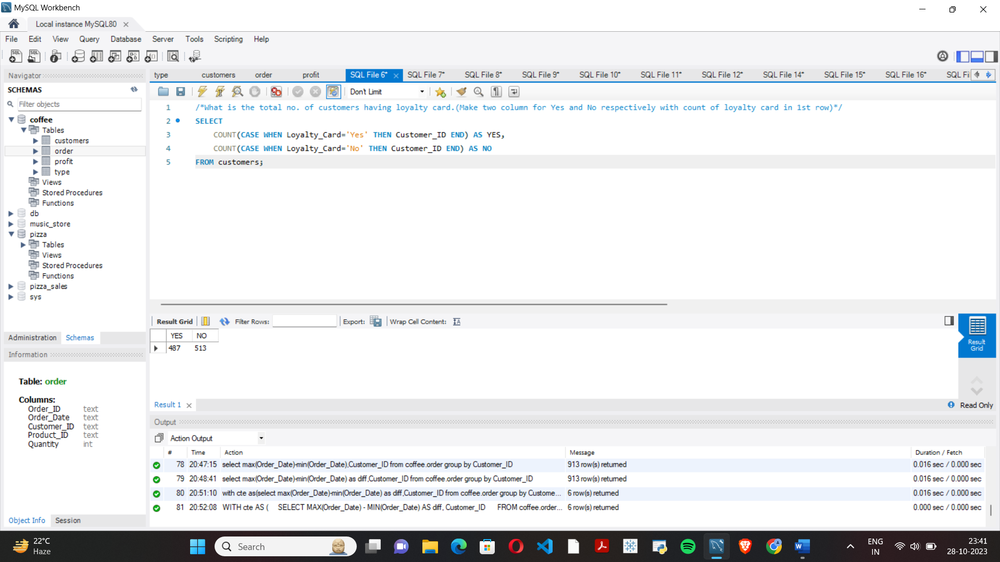 MySQL Workbench
Local instance MySQL80
File Edit View Query Database Server Tools Scripting Help
Navigator
SCHEMAS
Filter objects
coffee
Tables
customers
order
profit
type
Views
Stored Procedures
Functions
db
music_store
pizza
Tables
Views
Stored Procedures
Functions
pizza_sales
sys
Administration Schemas
Information
Table: order
Columns:
Order_ID text
Order_Date text
Customer_ID text
Product_ID text
Quantity int
Object Info Session
type customers order profit SQL File 6* SQL File 7* SQL File 8* SQL File 9* SQL File 10* SQL File 11* SQL File 12* SQL File 14* SQL File 15* SQL File 16* SQL Fi
Don't Limit
1 /*What is the total no. of customers having loyalty card.(Make two column for Yes and No respectively with count of loyalty card in 1st row)*/
2 SELECT
3 COUNT(CASE WHEN Loyalty_Card='Yes' THEN Customer_ID END) AS YES,
4 COUNT(CASE WHEN Loyalty_Card='No' THEN Customer_ID END) AS NO
5 FROM customers;
Result Grid Filter Rows: Export: Wrap Cell Content:
YES NO
487 513
Result Grid
Result 1
Read Only
Output
Action Output
# Time Action Message Duration / Fetch
78 20:47:15 select max(Order_Date)-min(Order_Date),Customer_ID from coffee.order group by Customer_ID 913 row(s) returned 0.016 sec / 0.000 sec
79 20:48:41 select max(Order_Date)-min(Order_Date) as diff,Customer_ID from coffee.order group by Customer_ID 913 row(s) returned 0.016 sec / 0.000 sec
80 20:51:10 with cte as(select max(Order_Date)-min(Order_Date) as diff,Customer_ID from coffee.order group by Custome... 6 row(s) returned 0.016 sec / 0.000 sec
81 20:52:08 WITH cte AS ( SELECT MAX(Order_Date) - MIN(Order_Date) AS diff, Customer_ID FROM coffee.order... 6 row(s) returned 0.000 sec / 0.000 sec
22°C
Haze
Search
ENG
IN
23:41
28-10-2023